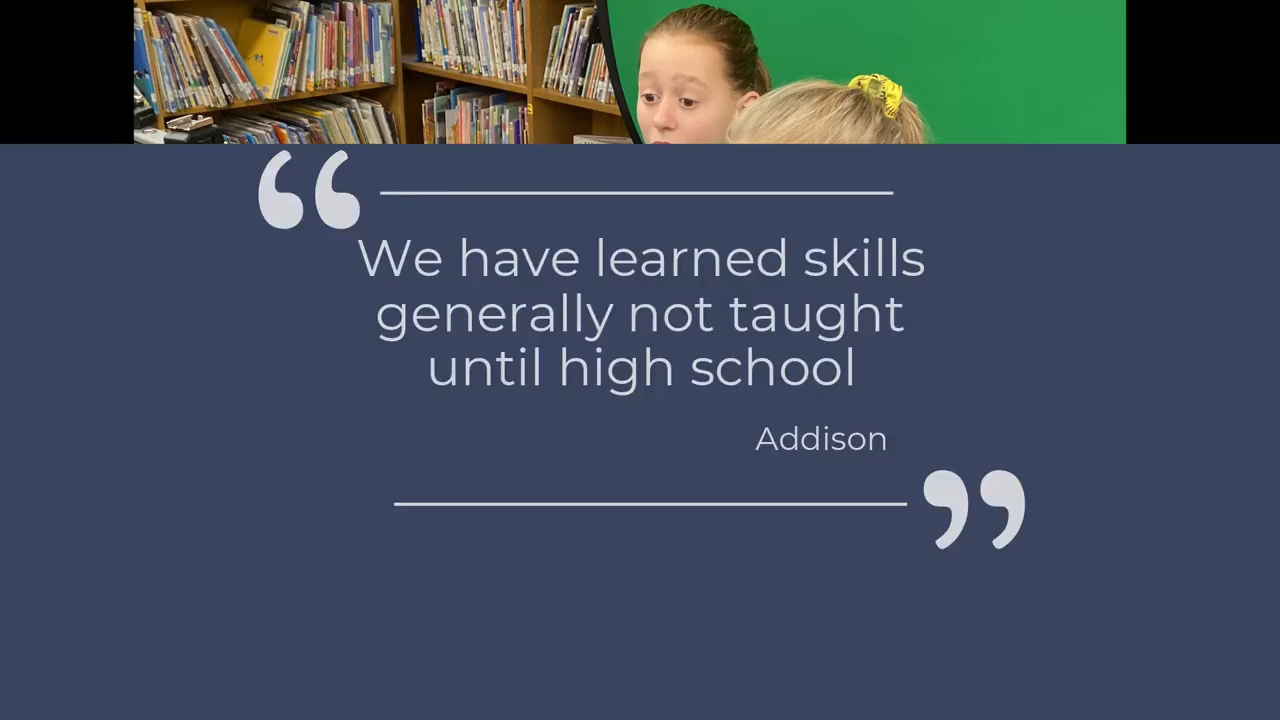 “
We have learned skills
generally not taught
until high school
Addison
”